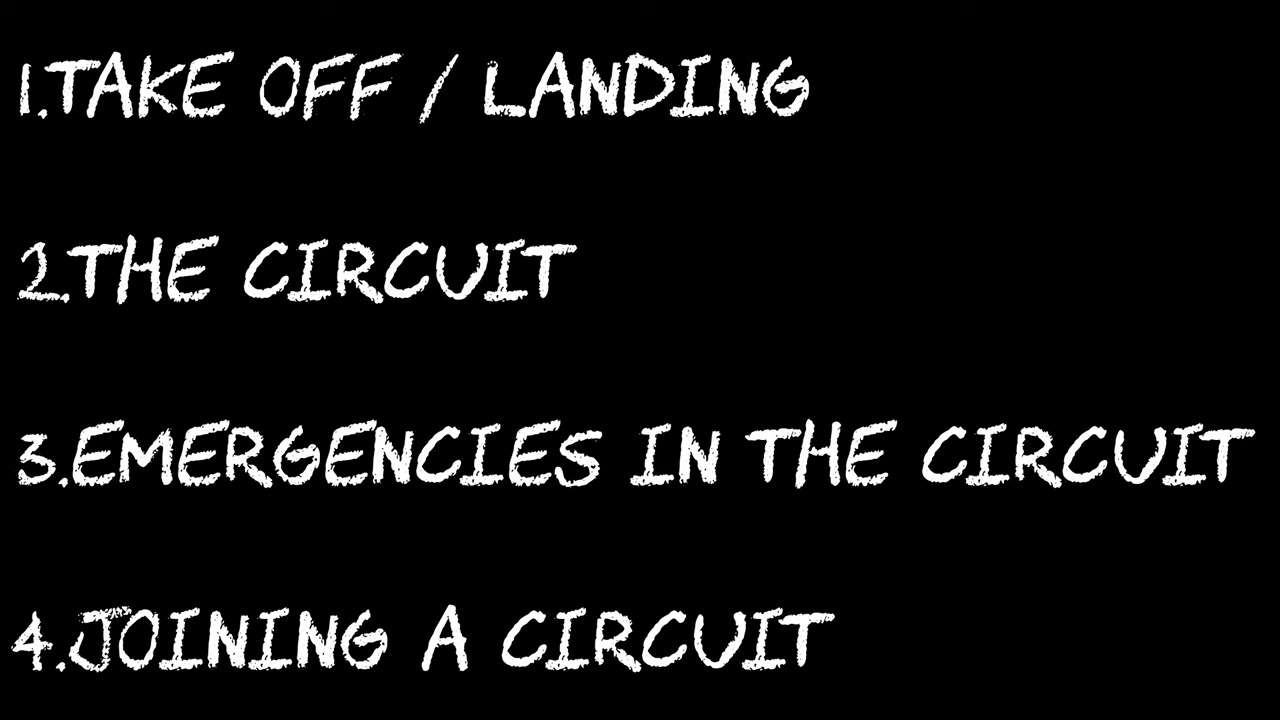 1.TAKE OFF / LANDING
2.THE CIRCUIT
3.EMERGENCIES IN THE CIRCUIT
4.JOINING A CIRCUIT